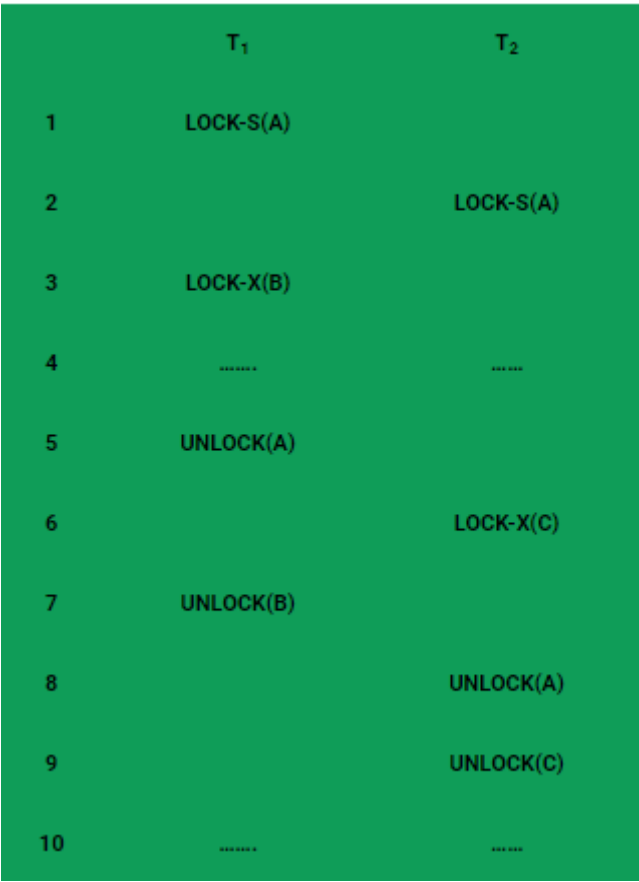 T₁ T₂
1 LOCK-S(A)
2 LOCK-S(A)
3 LOCK-X(B)
4 ……. ……
5 UNLOCK(A)
6 LOCK-X(C)
7 UNLOCK(B)
8 UNLOCK(A)
9 UNLOCK(C)
10 ……. ……